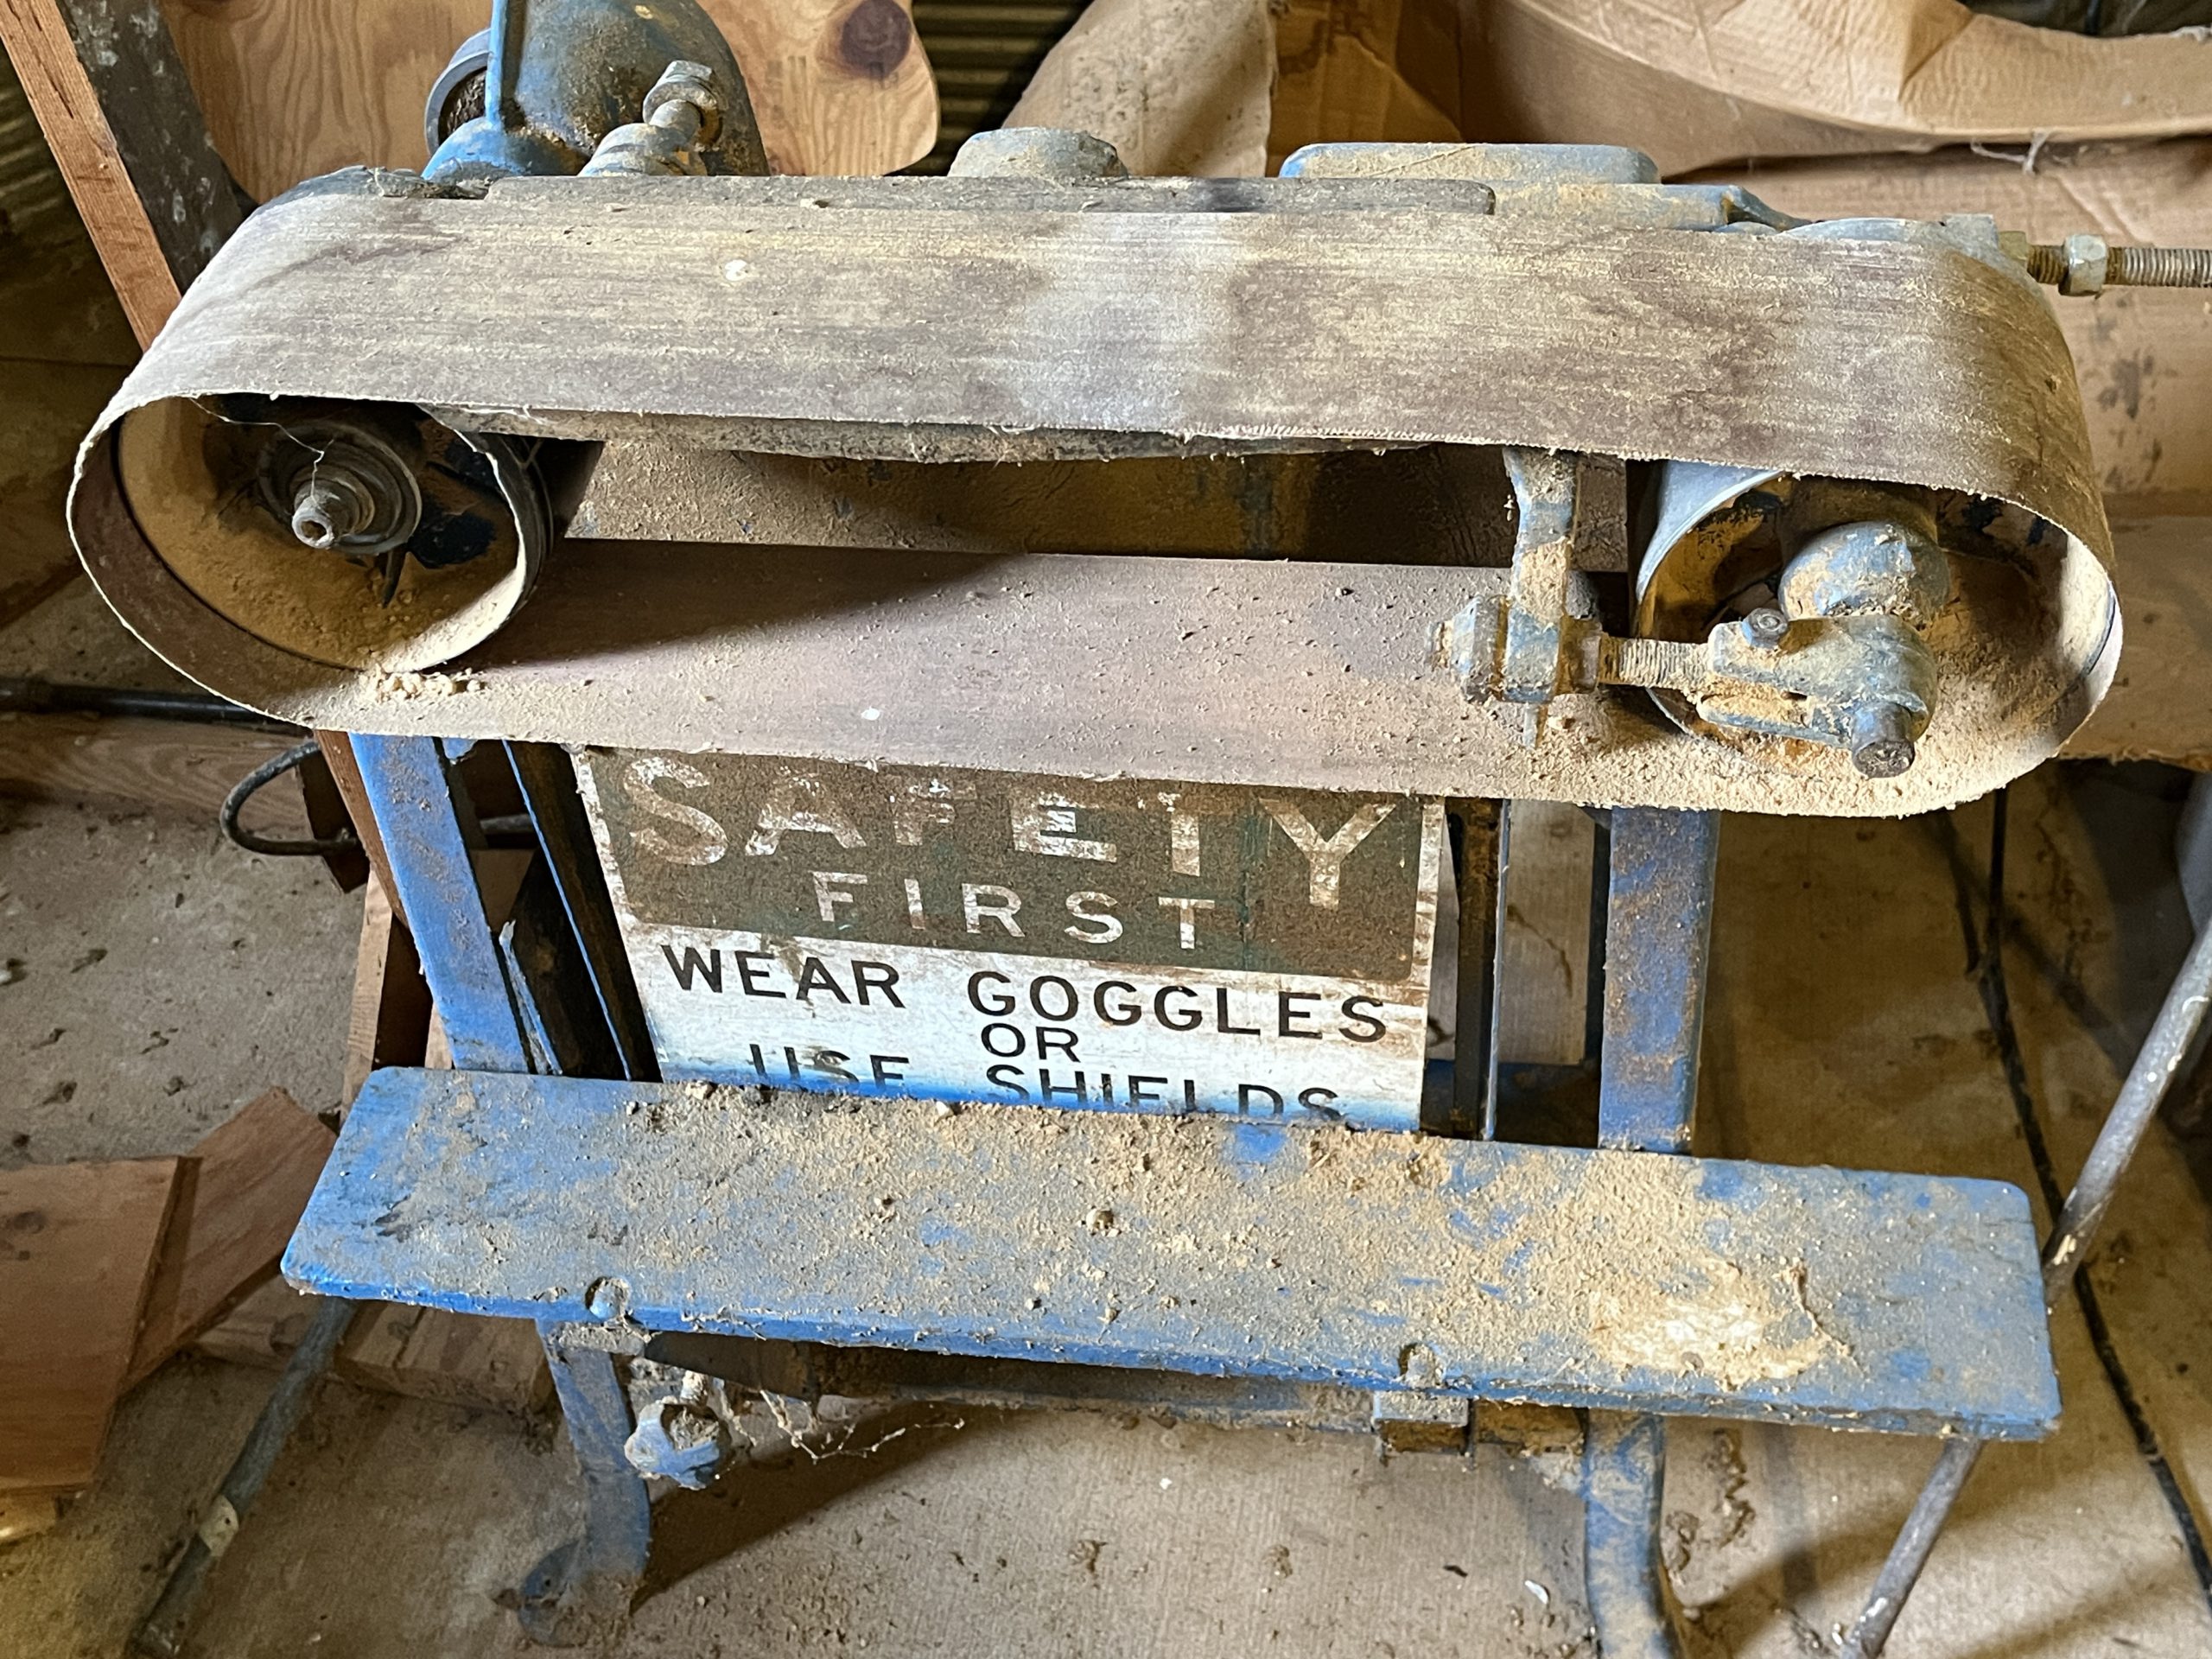 SAFETY
FIRST
WEAR GOGGLES
OR
USE SHIELDS